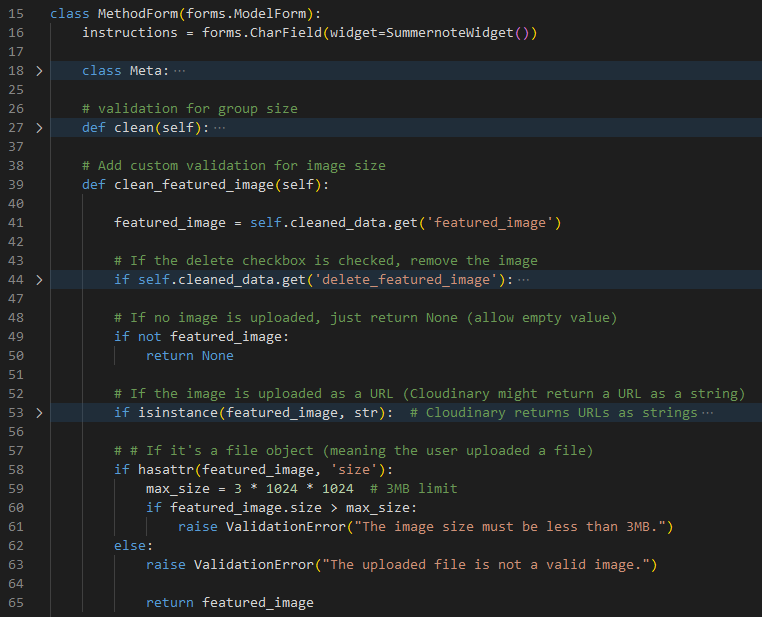 15 class MethodForm(forms.ModelForm):
16     instructions = forms.CharField(widget=SummernoteWidget())
17
18 >     class Meta: ···
25
26     # validation for group size
27 >     def clean(self): ···
37
38     # Add custom validation for image size
39     def clean_featured_image(self):
40
41         featured_image = self.cleaned_data.get('featured_image')
42
43         # If the delete checkbox is checked, remove the image
44 >         if self.cleaned_data.get('delete_featured_image'): ···
47
48         # If no image is uploaded, just return None (allow empty value)
49         if not featured_image:
50             return None
51
52         # If the image is uploaded as a URL (Cloudinary might return a URL as a string)
53 >         if isinstance(featured_image, str):  # Cloudinary returns URLs as strings ···
56
57         # # If it's a file object (meaning the user uploaded a file)
58         if hasattr(featured_image, 'size'):
59             max_size = 3 * 1024 * 1024  # 3MB limit
60             if featured_image.size > max_size:
61                 raise ValidationError("The image size must be less than 3MB.")
62         else:
63             raise ValidationError("The uploaded file is not a valid image.")
64
65             return featured_image